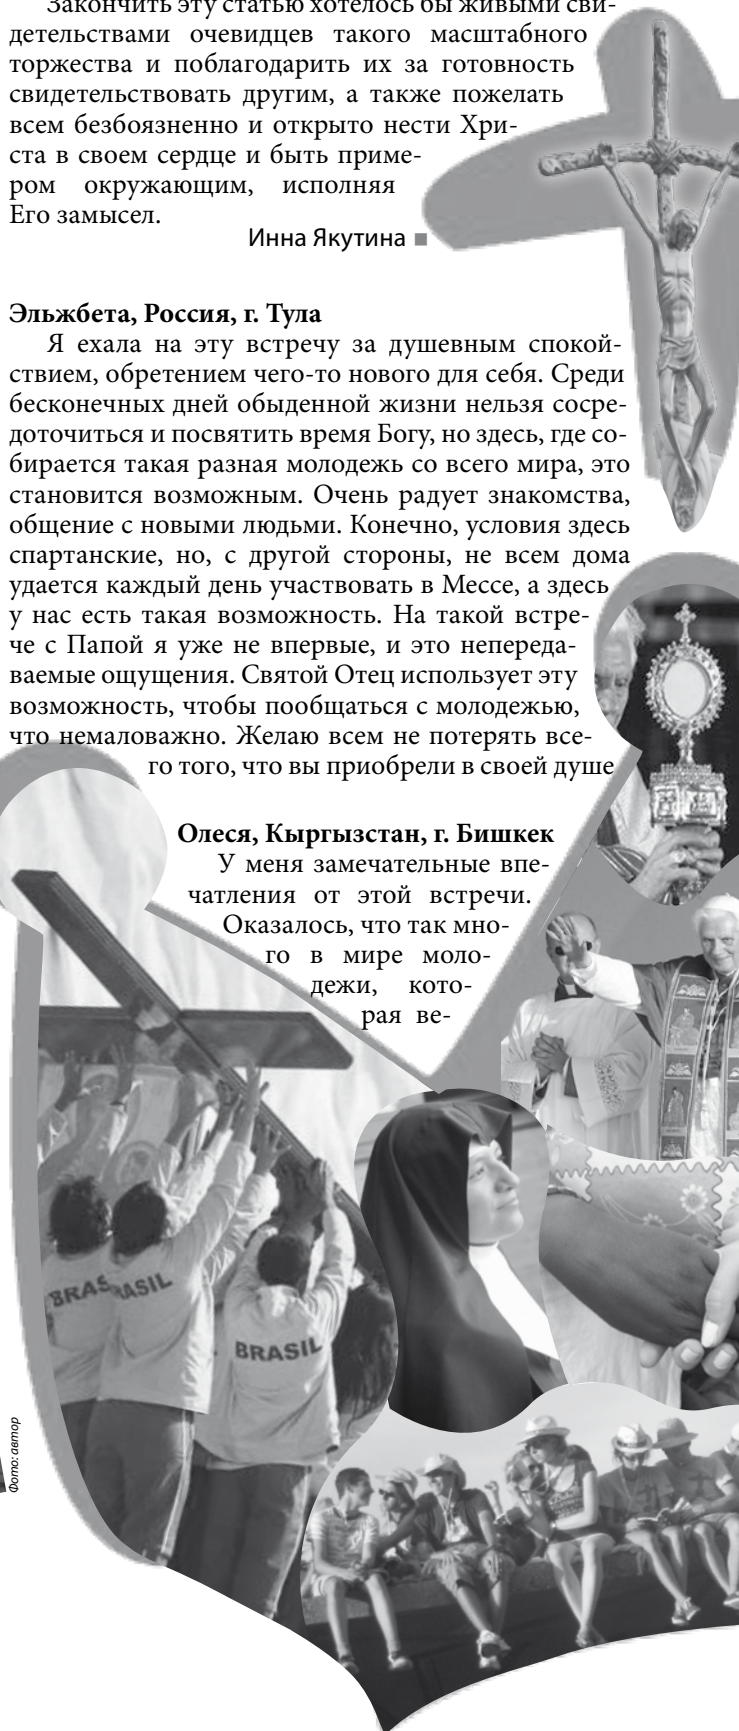 Закончить эту статью хотелось бы живыми сви-
детельствами очевидцев такого масштабного
торжества и поблагодарить их за готовность
свидетельствовать другим, а также пожелать
всем безбоязненно и открыто нести Хри-
ста в своем сердце и быть приме-
ром окружающим, исполняя
Его замысел.
Инна Якутина
Эльжбета, Россия, г. Тула
Я ехала на эту встречу за душевным спокой-
ствием, обретением чего-то нового для себя. Среди
бесконечных дней обыденной жизни нельзя сосре-
доточиться и посвятить время Богу, но здесь, где со-
бирается такая разная молодежь со всего мира, это
становится возможным. Очень радует знакомства,
общение с новыми людьми. Конечно, условия здесь
спартанские, но, с другой стороны, не всем дома
удается каждый день участвовать в Мессе, а здесь
у нас есть такая возможность. На такой встре-
че с Папой я уже не впервые, и это непереда-
ваемые ощущения. Святой Отец использует эту
возможность, чтобы пообщаться с молодежью,
что немаловажно. Желаю всем не потерять все-
го того, что вы приобрели в своей душе
Олеся, Кыргызстан, г. Бишкек
У меня замечательные впе-
чатления от этой встречи.
Оказалось, что так мно-
го в мире моло-
дежи, кото-
рая ве-
BRAS
RASIL
BRASIL
Фото: автор